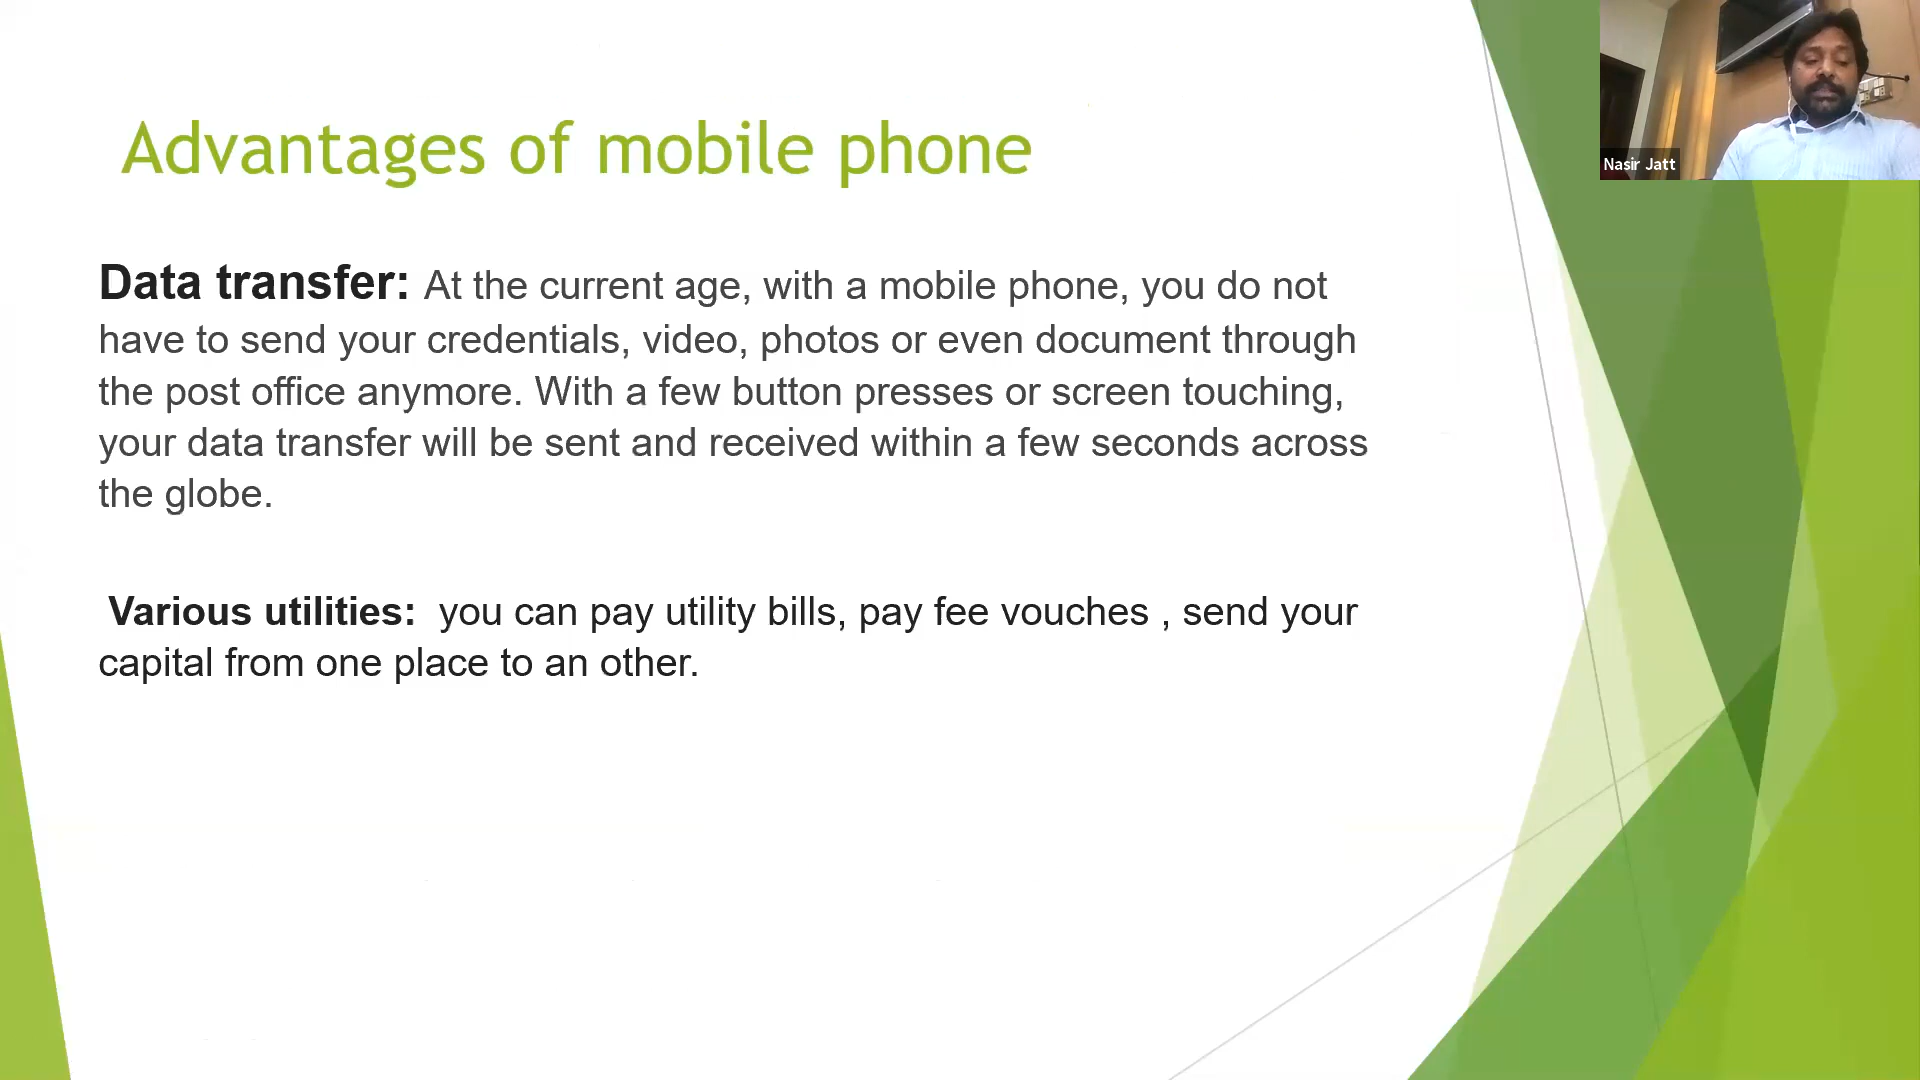 Advantages of mobile phone
Nasir Jatt
Data transfer: At the current age, with a mobile phone, you do not
have to send your credentials, video, photos or even document through
the post office anymore. With a few button presses or screen touching,
your data transfer will be sent and received within a few seconds across
the globe.
Various utilities: you can pay utility bills, pay fee vouches , send your
capital from one place to an other.